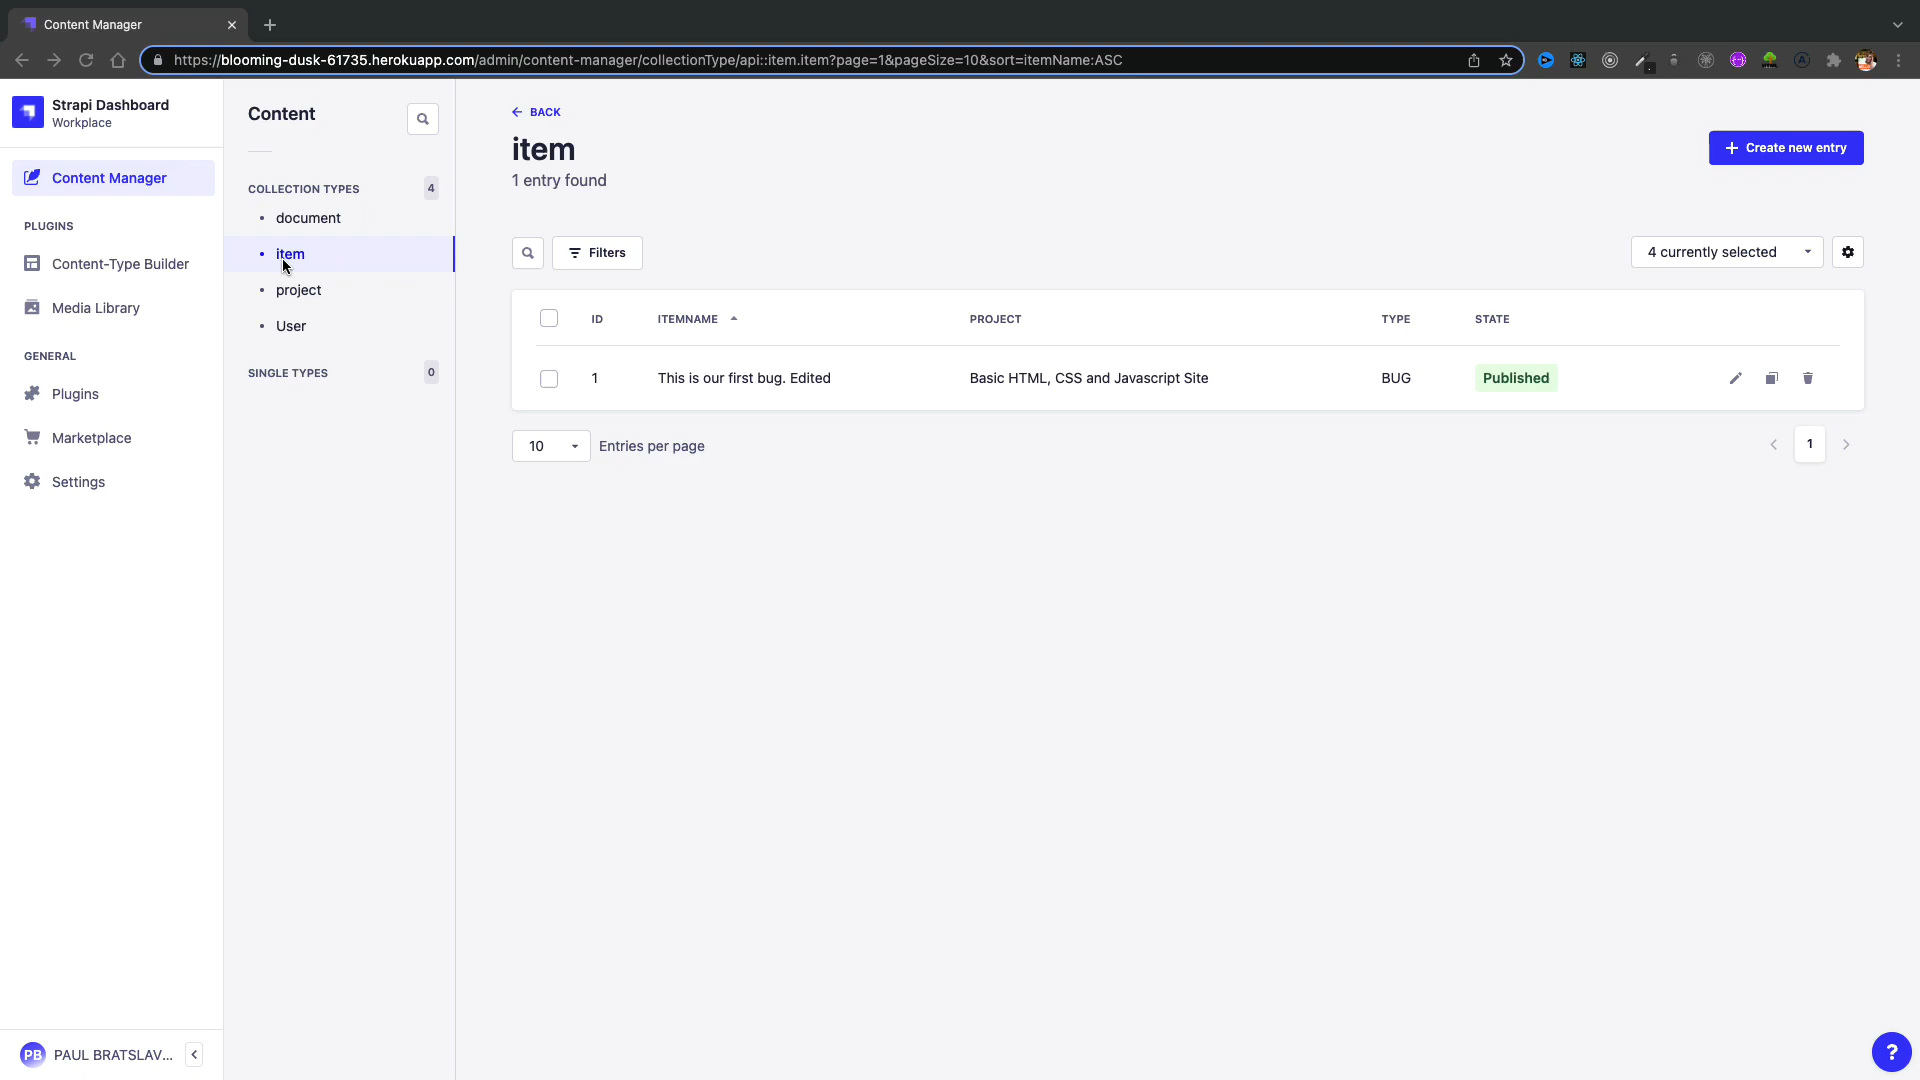 Content Manager
https://blooming-dusk-61735.herokuapp.com/admin/content-manager/collectionType/api::item.item?page=1&pageSize=10&sort=itemName:ASC
Strapi Dashboard
Workplace
Content Manager
PLUGINS
Content-Type Builder
Media Library
GENERAL
Plugins
Marketplace
Settings
PB PAUL BRATSLAV...
Content
COLLECTION TYPES 4
document
item
project
User
SINGLE TYPES 0
BACK
item
1 entry found
Create new entry
Filters
4 currently selected
ID ITEMNAME PROJECT TYPE STATE
1 This is our first bug. Edited Basic HTML, CSS and Javascript Site BUG Published
10 Entries per page
1
?